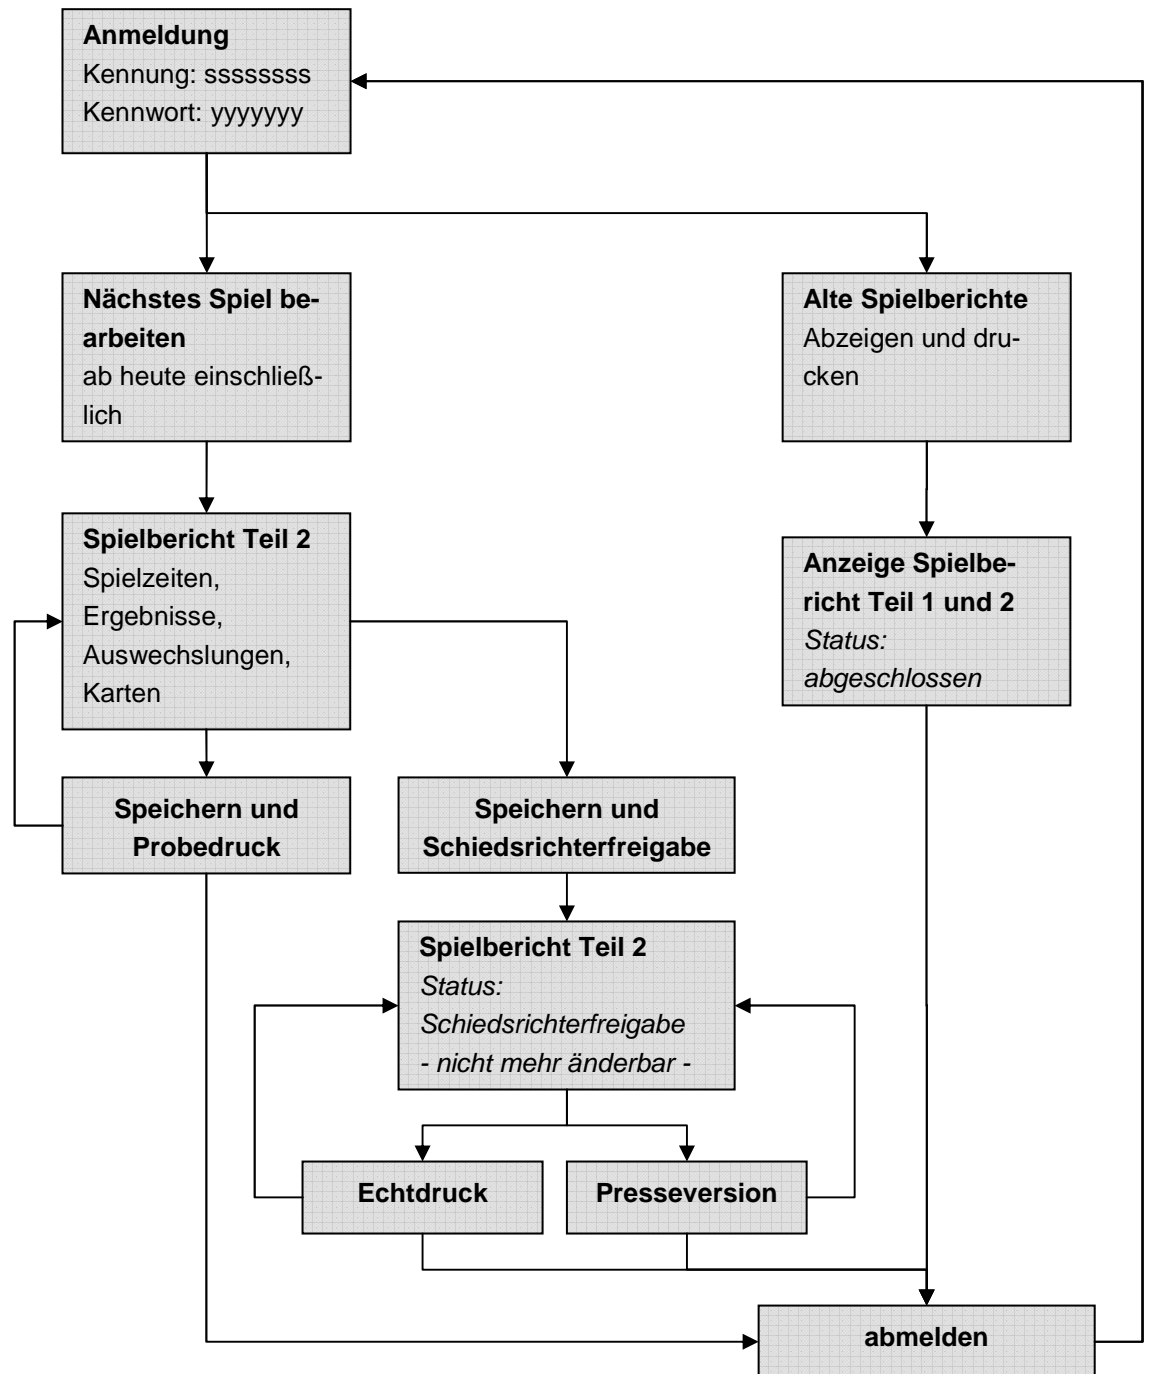 Anmeldung
Kennung: ssssssss
Kennwort: yyyyyyy
Nächstes Spiel be-
arbeiten
ab heute einschließ-
lich
Alte Spielberichte
Abzeigen und dru-
cken
Spielbericht Teil 2
Spielzeiten,
Ergebnisse,
Auswechslungen,
Karten
Anzeige Spielbe-
richt Teil 1 und 2
Status:
abgeschlossen
Speichern und
Probedruck
Speichern und
Schiedsrichterfreigabe
Spielbericht Teil 2
Status:
Schiedsrichterfreigabe
- nicht mehr änderbar -
Echtdruck
Presseversion
abmelden